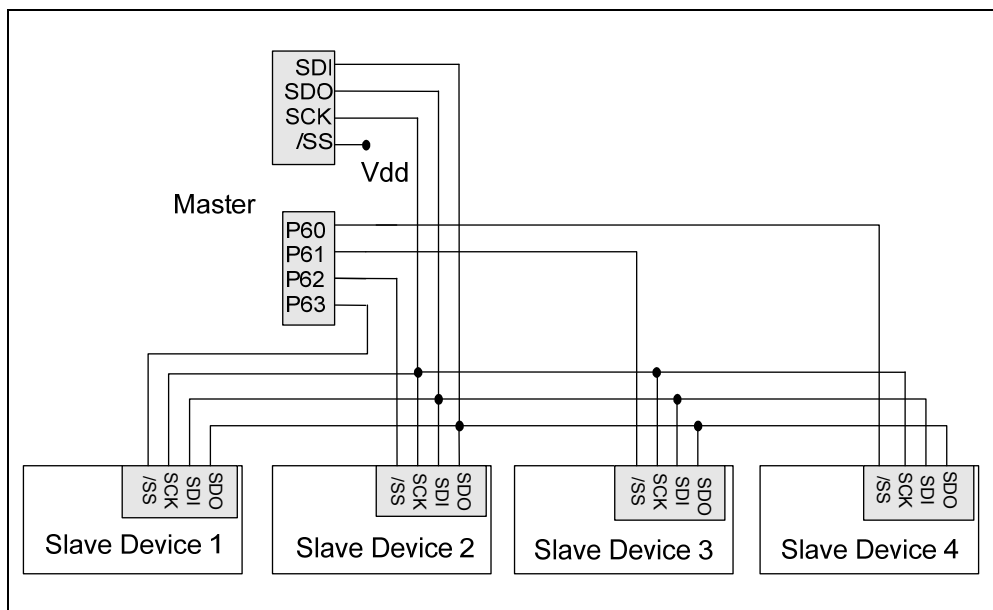 SDI
SDO
SCK
/SS
Vdd
Master
P60
P61
P62
P63
/SS
SCK
SDI
SDO
Slave Device 1
/SS
SCK
SDI
SDO
Slave Device 2
/SS
SCK
SDI
SDO
Slave Device 3
/SS
SCK
SDI
SDO
Slave Device 4